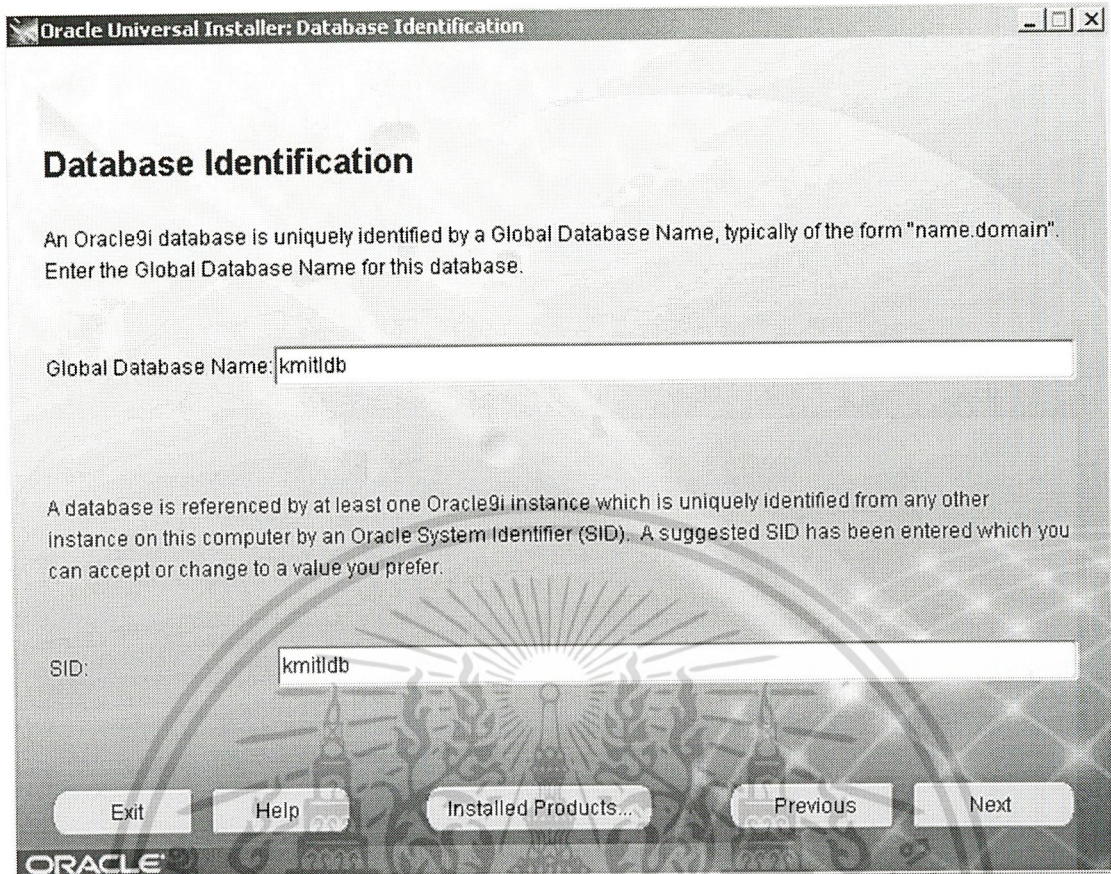 Oracle Universal Installer: Database Identification
Database Identification
An Oracle9i database is uniquely identified by a Global Database Name, typically of the form "name.domain".
Enter the Global Database Name for this database.
Global Database Name: kmitldb
A database is referenced by at least one Oracle9i instance which is uniquely identified from any other
instance on this computer by an Oracle System Identifier (SID). A suggested SID has been entered which you
can accept or change to a value you prefer.
SID: kmitldb
Exit Help Installed Products... Previous Next
ORACLE